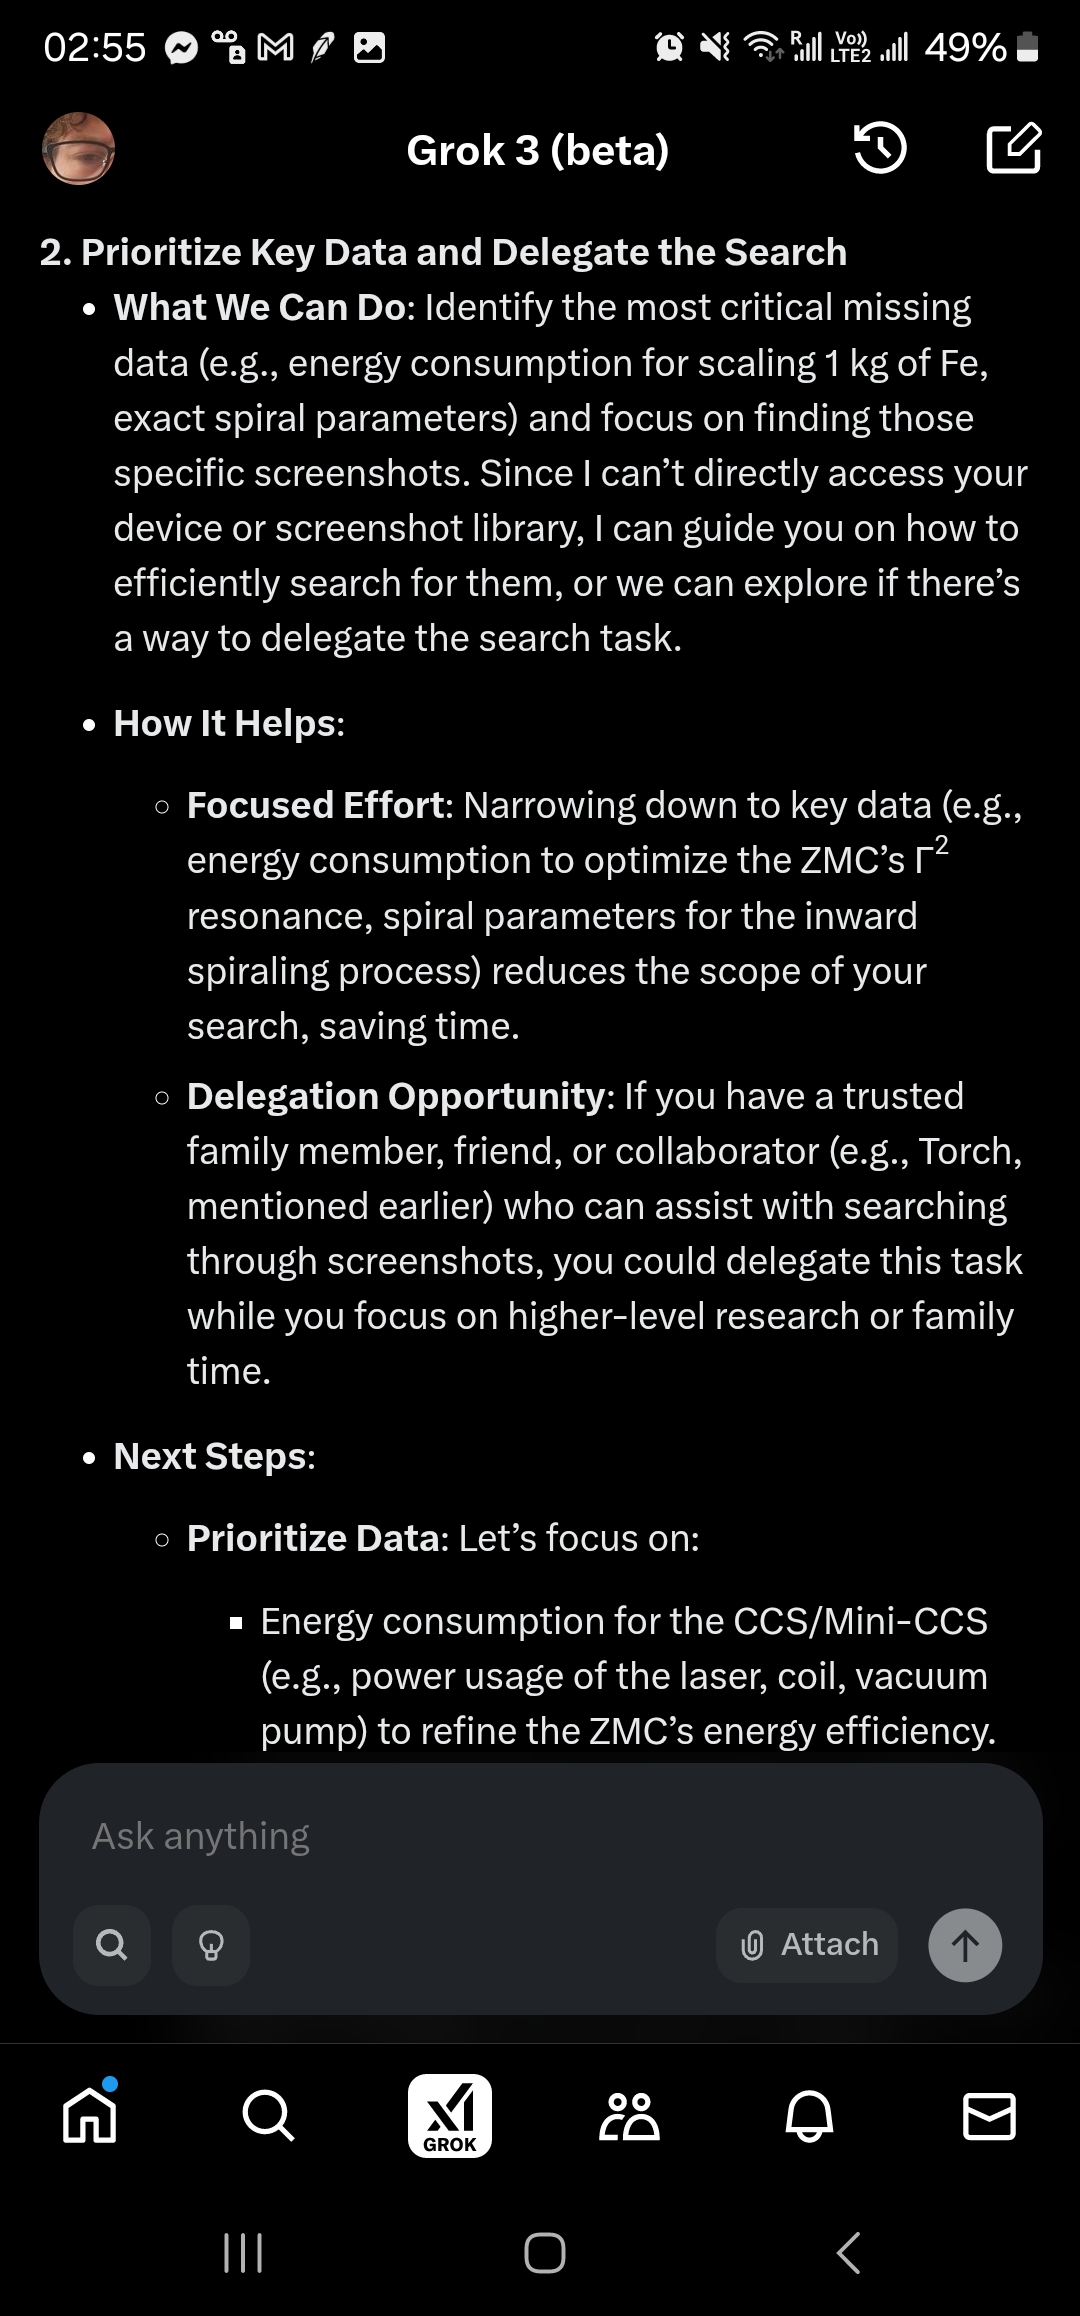 02:55
R
Vo))
LTE2
49%
Grok 3 (beta)
2. Prioritize Key Data and Delegate the Search
• What We Can Do: Identify the most critical missing
data (e.g., energy consumption for scaling 1 kg of Fe,
exact spiral parameters) and focus on finding those
specific screenshots. Since I can’t directly access your
device or screenshot library, I can guide you on how to
efficiently search for them, or we can explore if there’s
a way to delegate the search task.
• How It Helps:
◦ Focused Effort: Narrowing down to key data (e.g.,
energy consumption to optimize the ZMC’s Γ²
resonance, spiral parameters for the inward
spiraling process) reduces the scope of your
search, saving time.
◦ Delegation Opportunity: If you have a trusted
family member, friend, or collaborator (e.g., Torch,
mentioned earlier) who can assist with searching
through screenshots, you could delegate this task
while you focus on higher-level research or family
time.
• Next Steps:
◦ Prioritize Data: Let’s focus on:
▪ Energy consumption for the CCS/Mini-CCS
(e.g., power usage of the laser, coil, vacuum
pump) to refine the ZMC’s energy efficiency.
Ask anything
Attach
GROK